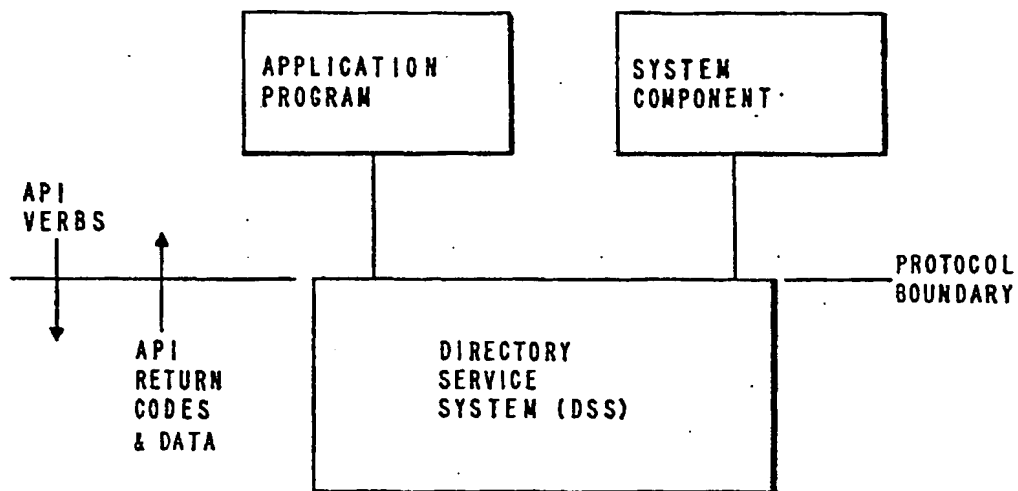 APPLICATION
PROGRAM
SYSTEM
COMPONENT
API
VERBS
PROTOCOL
BOUNDARY
API
RETURN
CODES
& DATA
DIRECTORY
SERVICE
SYSTEM (DSS)